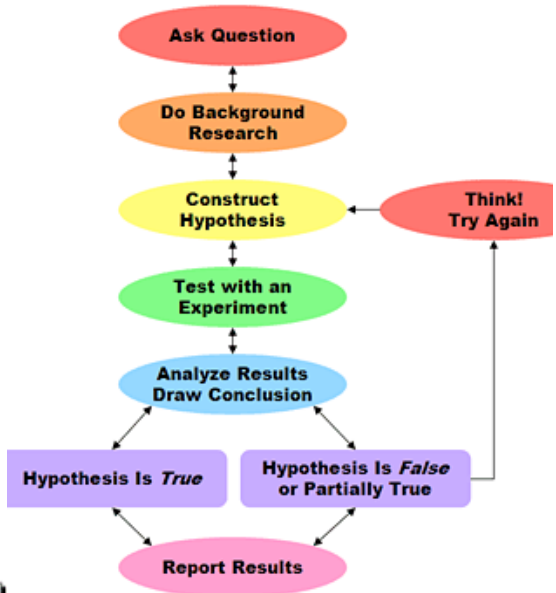 Ask Question
Do Background
Research
Construct
Hypothesis
Think!
Try Again
Test with an
Experiment
Analyze Results
Draw Conclusion
Hypothesis Is True
Hypothesis Is False
or Partially True
Report Results